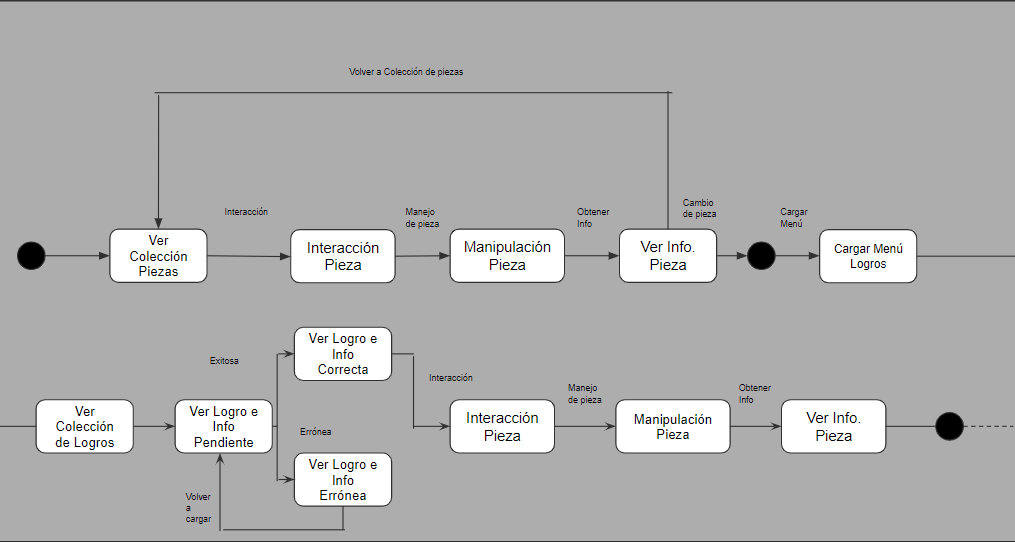 Volver a Colección de piezas
Interacción
Manejo
de pieza
Obtener
Info
Cambio
de pieza
Cargar
Menú
Ver
Colección
Piezas
Interacción
Pieza
Manipulación
Pieza
Ver Info.
Pieza
Cargar Menú
Logros
Exitosa
Ver Logro e
Info
Correcta
Interacción
Manejo
de pieza
Obtener
Info
Ver
Colección
de Logros
Ver Logro e
Info
Pendiente
Errónea
Interacción
Pieza
Manipulación
Pieza
Ver Info.
Pieza
Ver Logro e
Info
Errónea
Volver
a
cargar